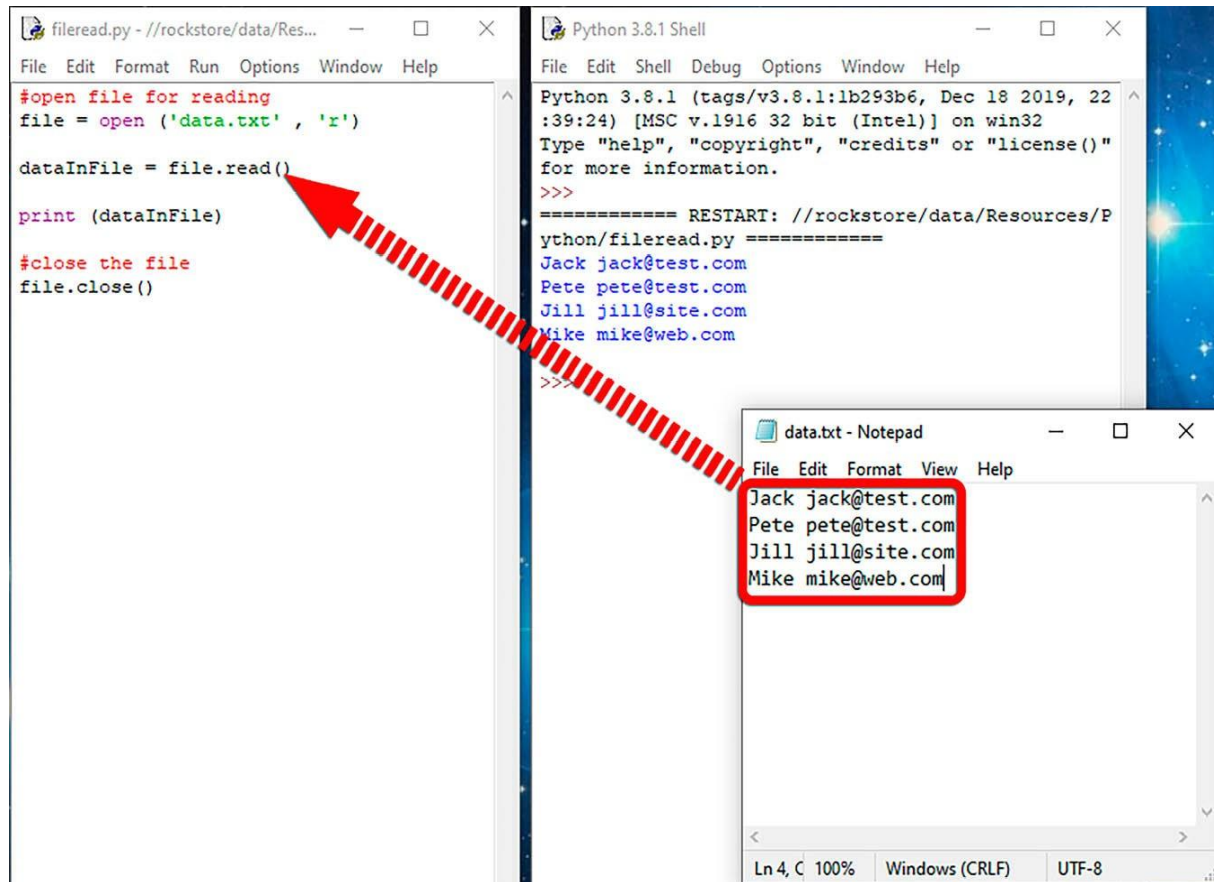 fileread.py - //rockstore/data/Res...
File Edit Format Run Options Window Help
#open file for reading
file = open ('data.txt' , 'r')
dataInFile = file.read()
print (dataInFile)
#close the file
file.close()
Python 3.8.1 Shell
File Edit Shell Debug Options Window Help
Python 3.8.1 (tags/v3.8.1:1b293b6, Dec 18 2019, 22
:39:24) [MSC v.1916 32 bit (Intel)] on win32
Type "help", "copyright", "credits" or "license()"
for more information.
>>>
============ RESTART: //rockstore/data/Resources/P
ython/fileread.py ============
Jack jack@test.com
Pete pete@test.com
Jill jill@site.com
Mike mike@web.com
>>>
data.txt - Notepad
File Edit Format View Help
Jack jack@test.com
Pete pete@test.com
Jill jill@site.com
Mike mike@web.com
Ln 4, C 100% Windows (CRLF) UTF-8